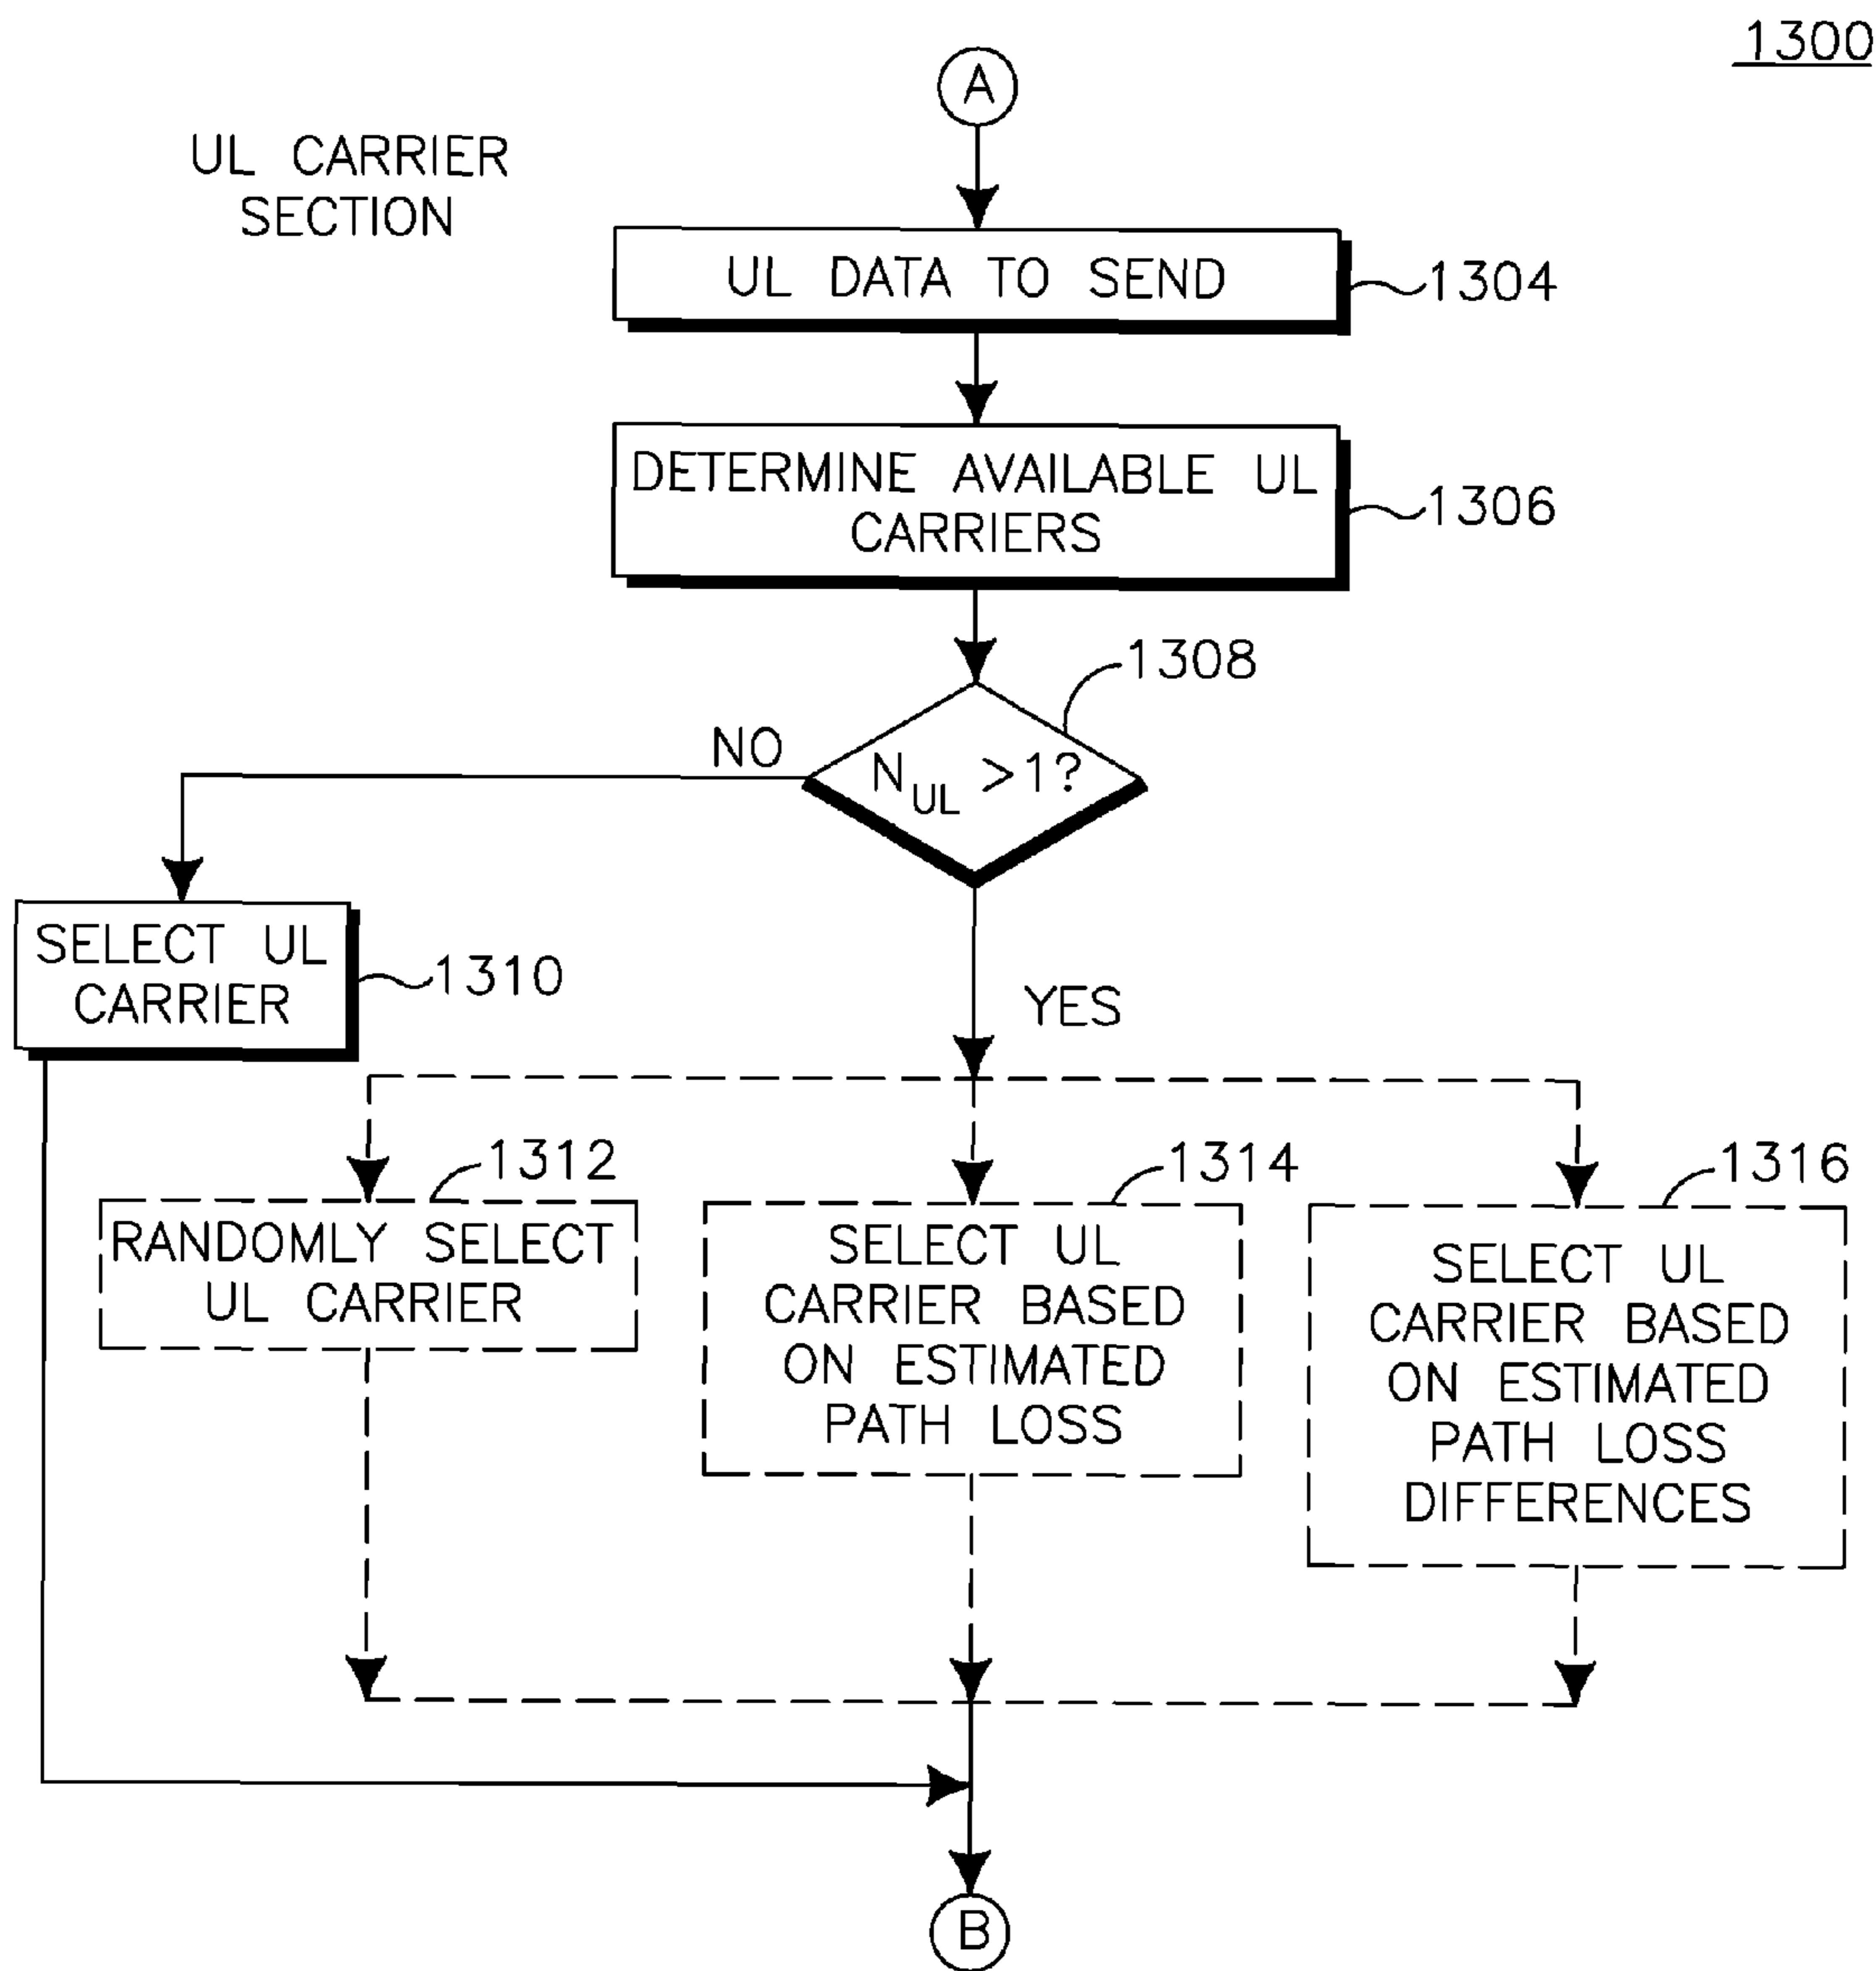 1300
A
UL CARRIER
SECTION
UL DATA TO SEND
1304
DETERMINE AVAILABLE UL
CARRIERS
1306
1308
N_UL >1?
NO
SELECT UL
CARRIER
1310
YES
1312
RANDOMLY SELECT
UL CARRIER
1314
SELECT UL
CARRIER BASED
ON ESTIMATED
PATH LOSS
1316
SELECT UL
CARRIER BASED
ON ESTIMATED
PATH LOSS
DIFFERENCES
B